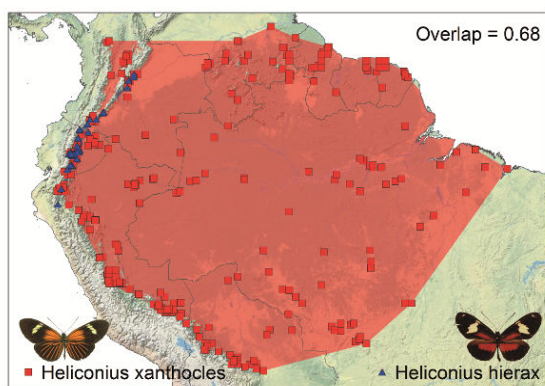 Overlap = 0.68
Heliconius xanthocles
Heliconius hierax